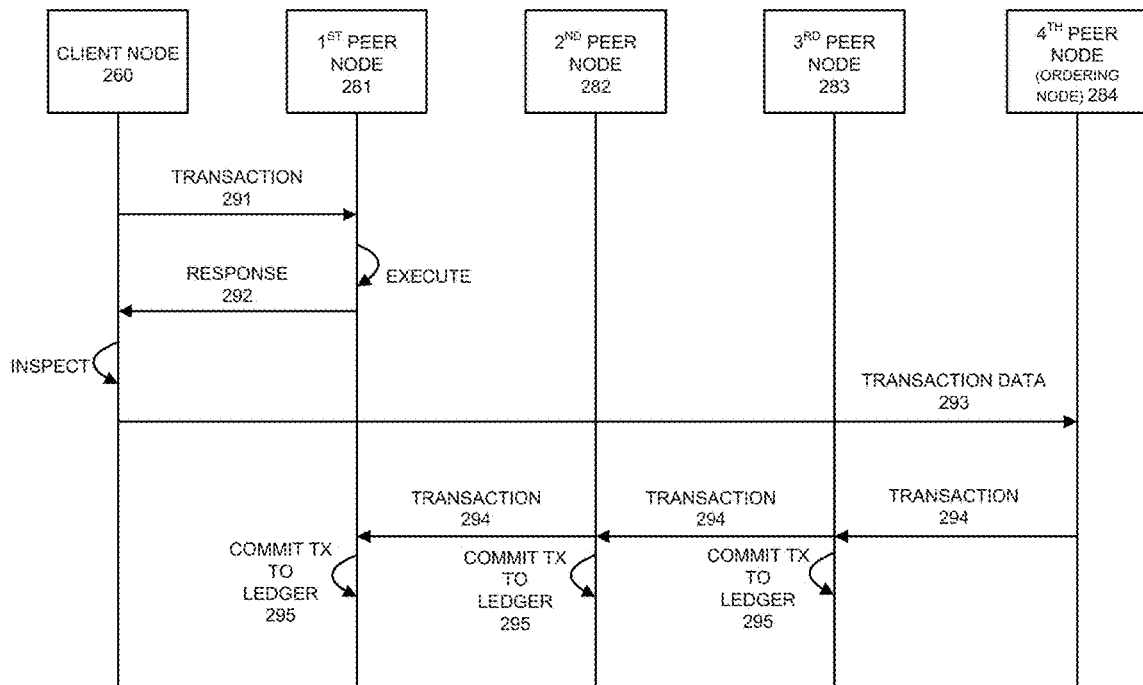 CLIENT NODE
260
1ST PEER
NODE
281
2ND PEER
NODE
282
3RD PEER
NODE
283
4TH PEER
NODE
(ORDERING
NODE) 284
TRANSACTION
291
EXECUTE
RESPONSE
292
INSPECT
TRANSACTION DATA
293
TRANSACTION
294
TRANSACTION
294
TRANSACTION
294
COMMIT TX
TO
LEDGER
295
COMMIT TX
TO
LEDGER
295
COMMIT TX
TO
LEDGER
295